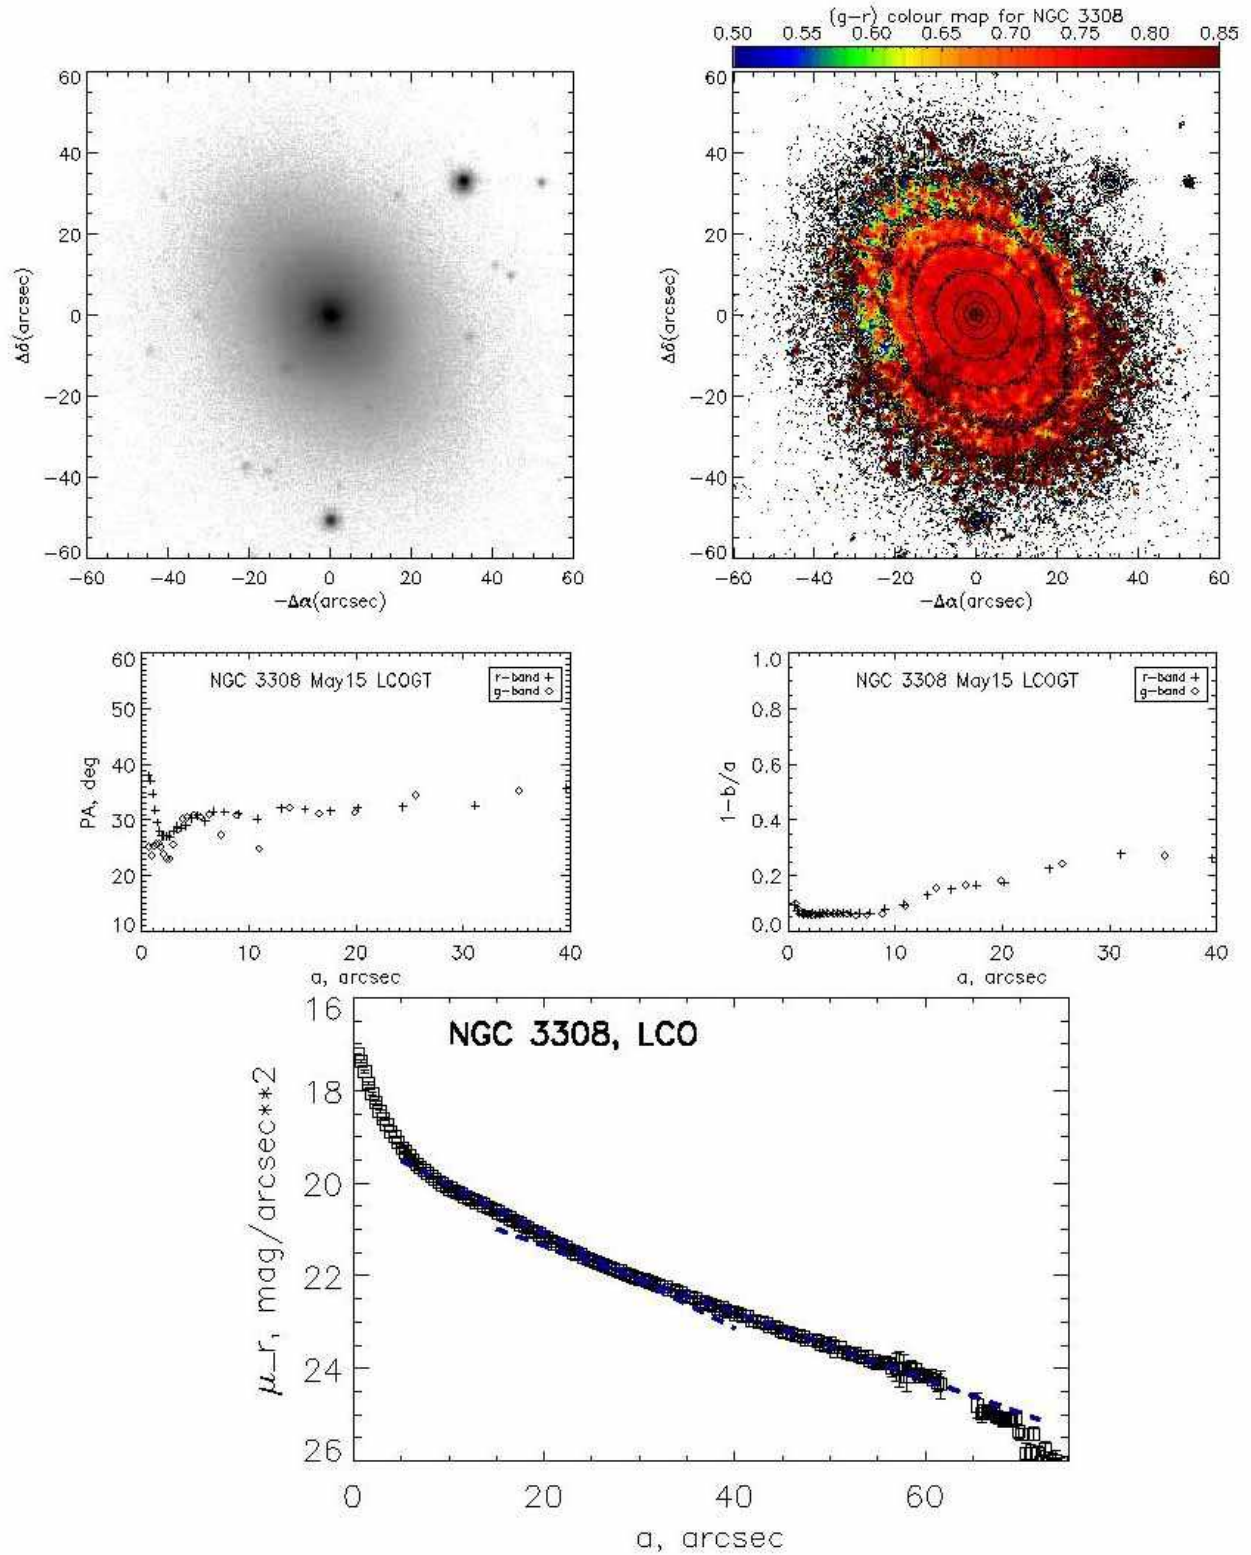 (g-r) colour map for NGC 3308
0.50 0.55 0.60 0.65 0.70 0.75 0.80 0.85
60
40
20
0
-20
-40
-60
Δδ(arcsec)
-60 -40 -20 0 20 40 60
-Δα(arcsec)
60
40
20
0
-20
-40
-60
Δδ(arcsec)
-60 -40 -20 0 20 40 60
-Δα(arcsec)
NGC 3308 May15 LCOGT
r-band +
g-band ◇
60
50
40
30
20
10
PA, deg
0 10 20 30 40
a, arcsec
NGC 3308 May15 LCOGT
r-band +
g-band ◇
1.0
0.8
0.6
0.4
0.2
0.0
1-b/a
0 10 20 30 40
a, arcsec
NGC 3308, LCO
16
18
20
22
24
26
μ_r, mag/arcsec**2
0 20 40 60
a, arcsec